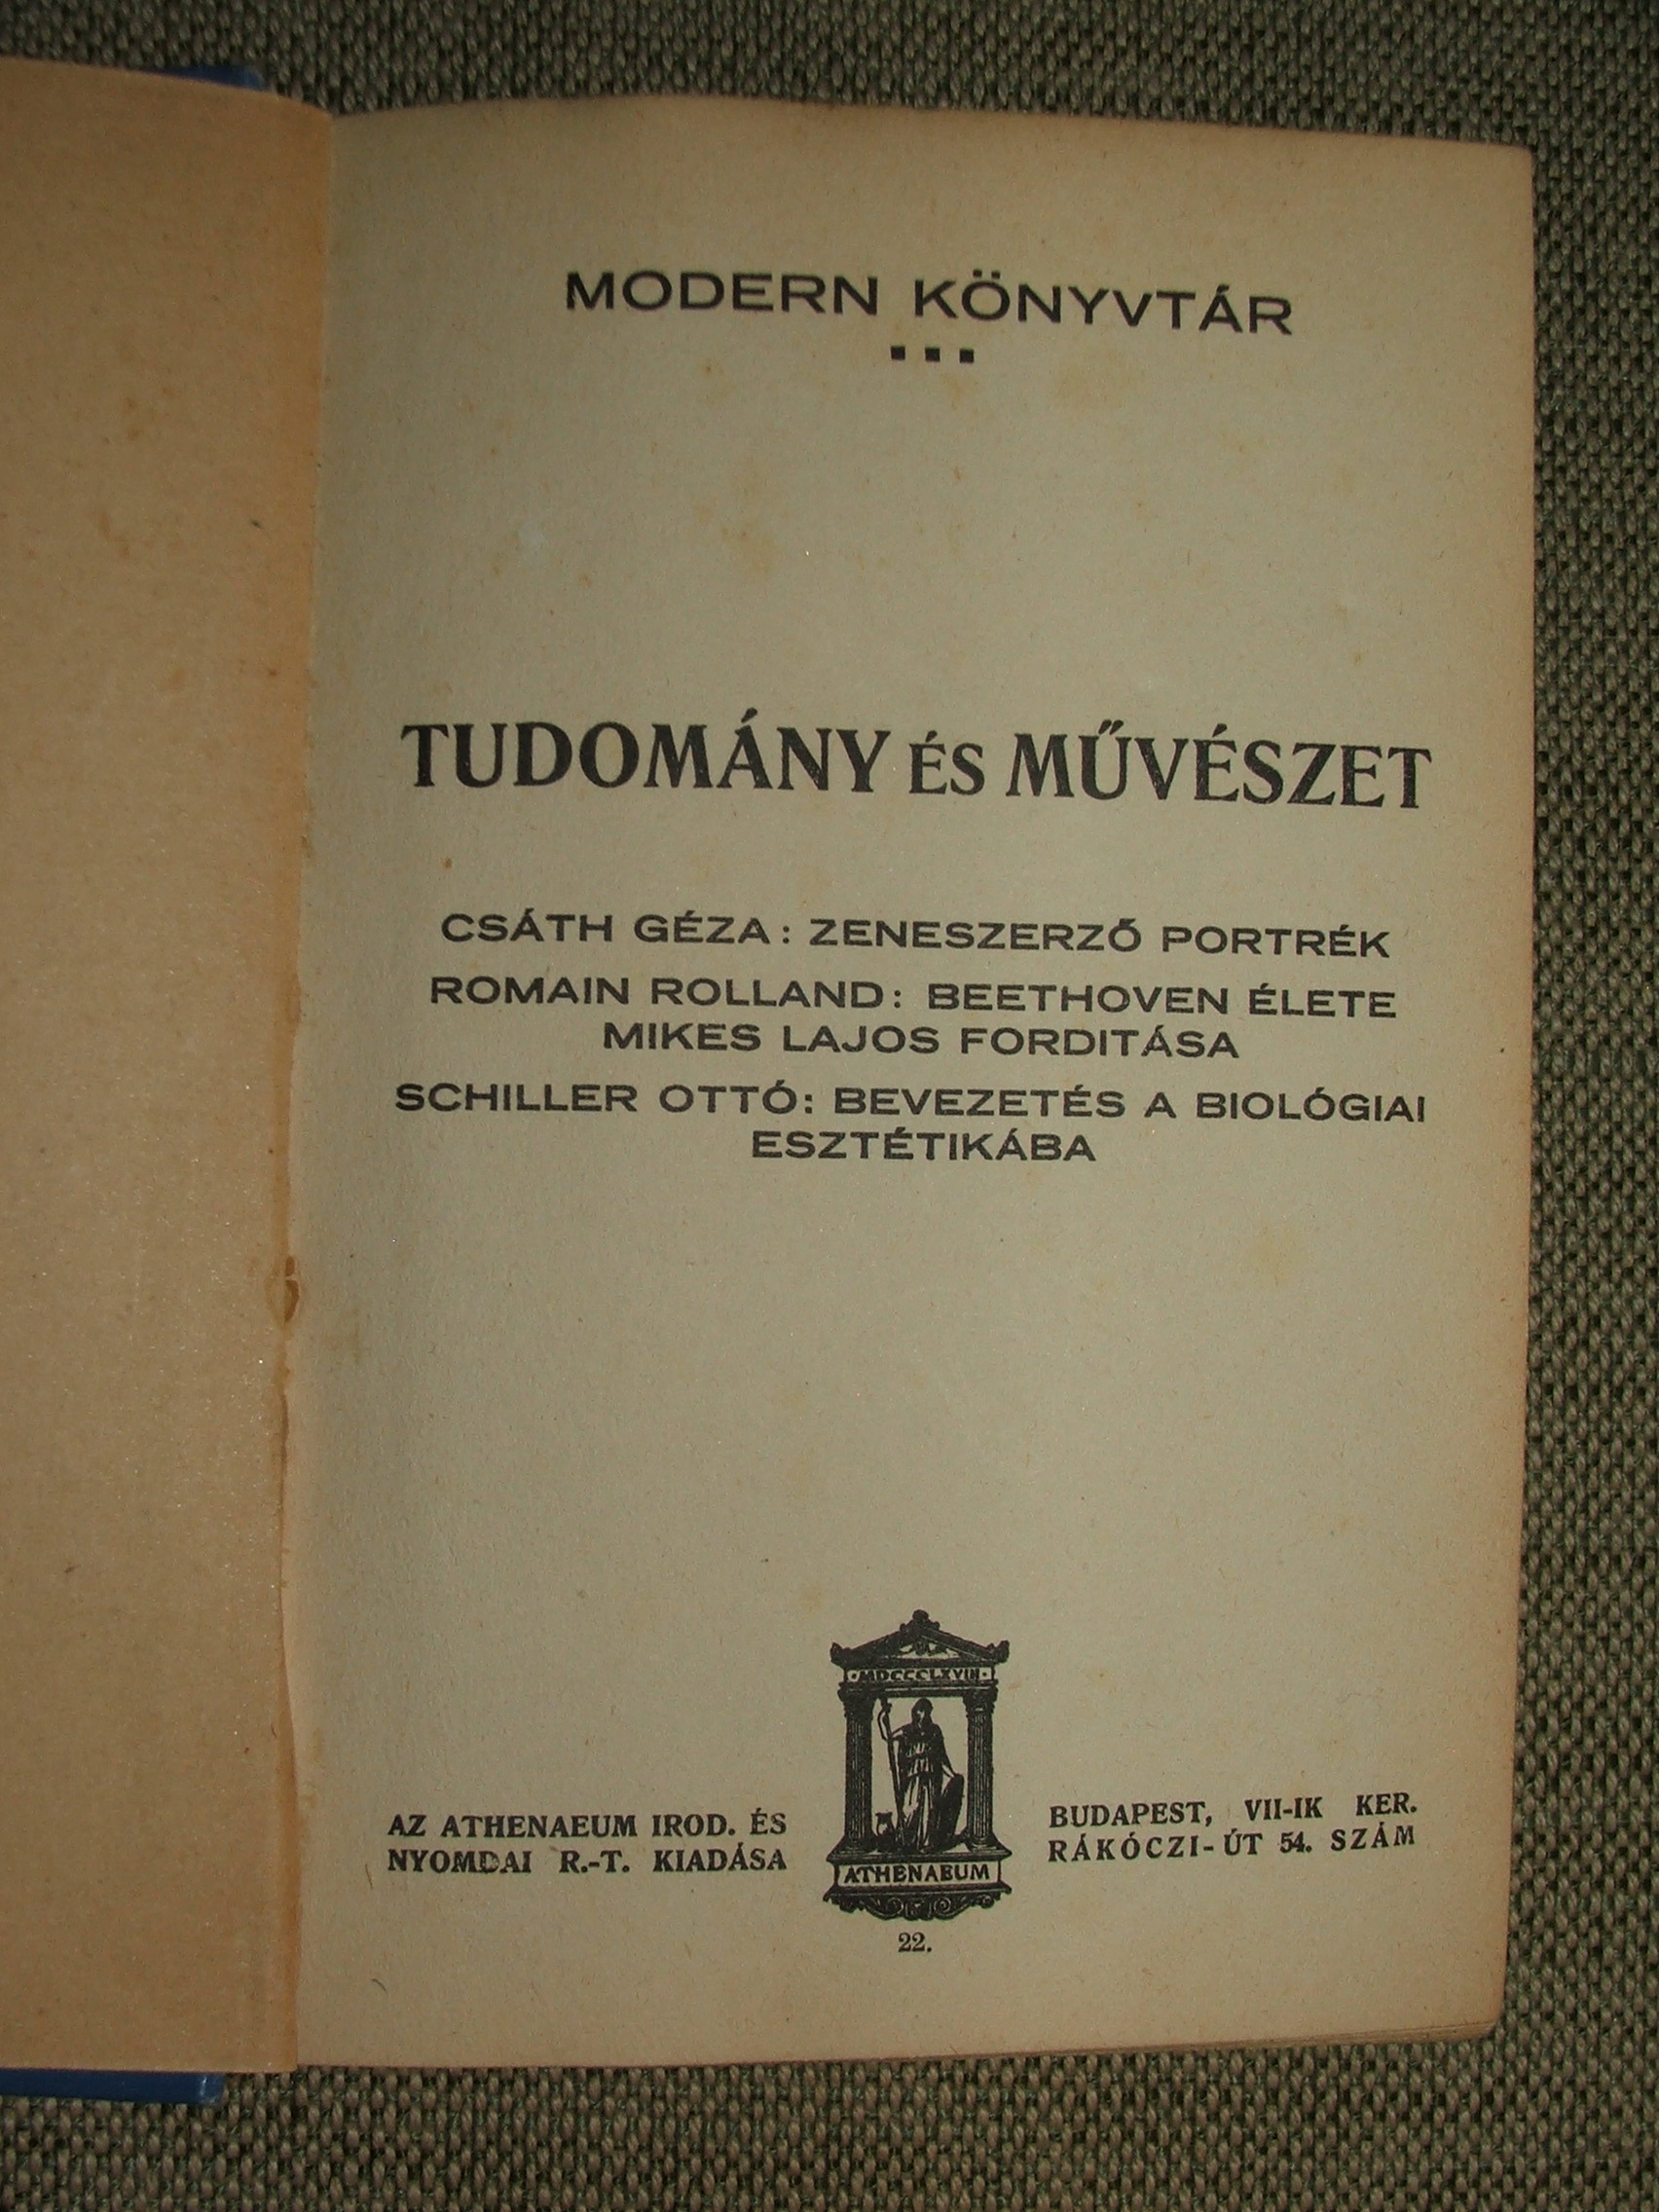 MODERN KÖNYVTÁR
TUDOMÁNY ÉS MŰVÉSZET
CSÁTH GÉZA: ZENESZERZŐ PORTRÉK
ROMAIN ROLLAND: BEETHOVEN ÉLETE
MIKES LAJOS FORDITÁSA
SCHILLER OTTÓ: BEVEZETÉS A BIOLÓGIAI
ESZTÉTIKÁBA
AZ ATHENAEUM IROD. ÉS
NYOMDAI R.-T. KIADÁSA
MDCCCLXVIII
ATHENAEUM
BUDAPEST, VII-IK KER.
RÁKÓCZI-ÚT 54. SZÁM
22.